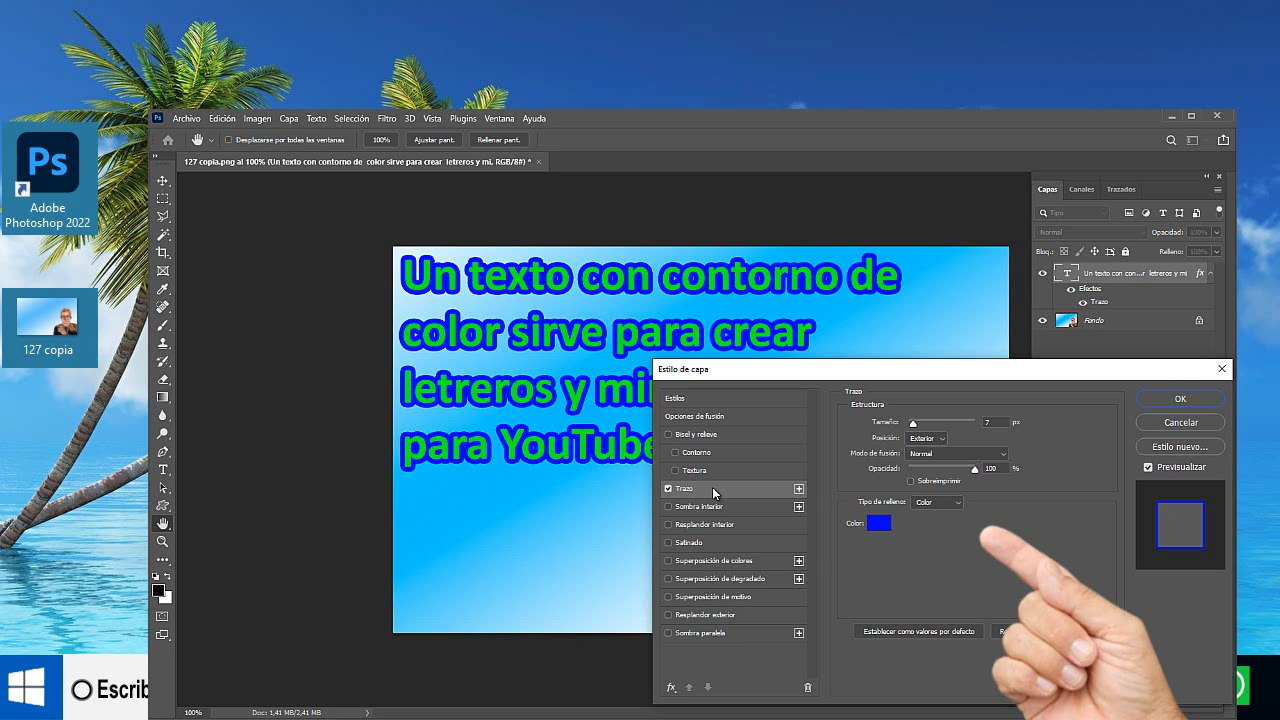 Ps
Adobe
Photoshop 2022
127 copia
Escrib
Ps
Archivo Edición Imagen Capa Texto Selección Filtro 3D Vista Plugins Ventana Ayuda
Desplazarse por todas las ventanas 100% Ajustar pant. Rellenar pant.
127 copia.png al 100% (Un texto con contorno de color sirve para crear letreros y mi, RGB/8#) * ×
Un texto con contorno de
color sirve para crear
letreros y mi
para YouTube
Capas Canales Trazados
Tipo
Normal Opacidad: 100%
Bloq.: Relleno: 100%
T Un texto con con...r letreros y mi fx
Efectos
Trazo
Fondo
Estilo de capa
Estilos
Opciones de fusión
Bisel y relieve
Contorno
Textura
Trazo
Sombra interior
Resplandor interior
Satinado
Superposición de colores
Superposición de degradado
Superposición de motivo
Resplandor exterior
Sombra paralela
fx
Trazo
Estructura
Tamaño: 7 px
Posición: Exterior
Modo de fusión: Normal
Opacidad: 100 %
Sobreimprimir
Tipo de relleno: Color
Color:
Establecer como valores por defecto
OK
Cancelar
Estilo nuevo...
Previsualizar
100% Doc: 1,41 MB/2,41 MB